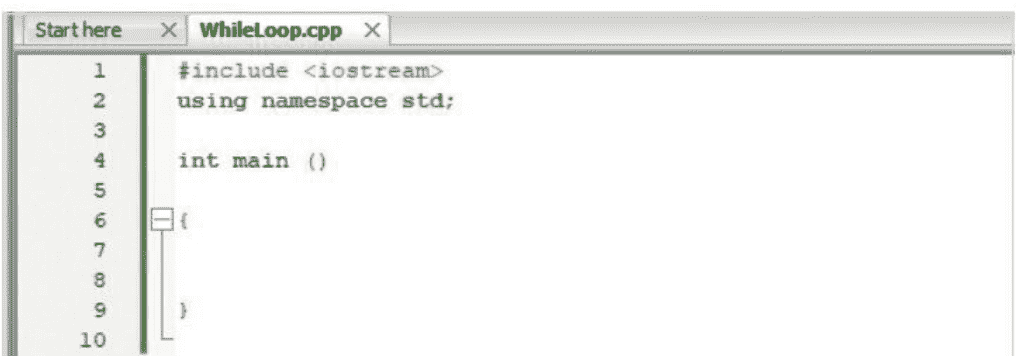 Start here × WhileLoop.cpp ×
1 #include <iostream>
2 using namespace std;
3
4 int main ()
5
6 {
7
8
9 }
10